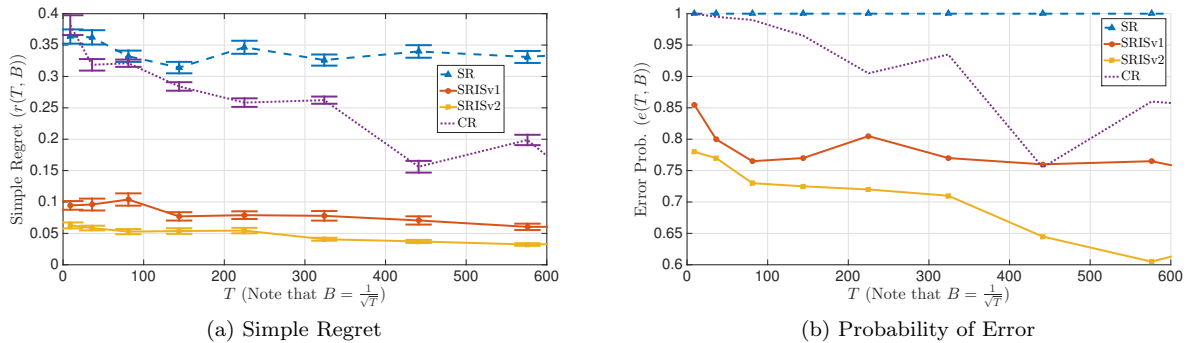 0.4
0.35
0.3
0.25
0.2
0.15
0.1
0.05
0
Simple Regret (r(T, B))
SR
SRISv1
SRISv2
CR
0 100 200 300 400 500 600
T (Note that B = 1/√T)
(a) Simple Regret
1
0.95
0.9
0.85
0.8
0.75
0.7
0.65
0.6
Error Prob. (e(T, B))
SR
SRISv1
SRISv2
CR
0 100 200 300 400 500 600
T (Note that B = 1/√T)
(b) Probability of Error